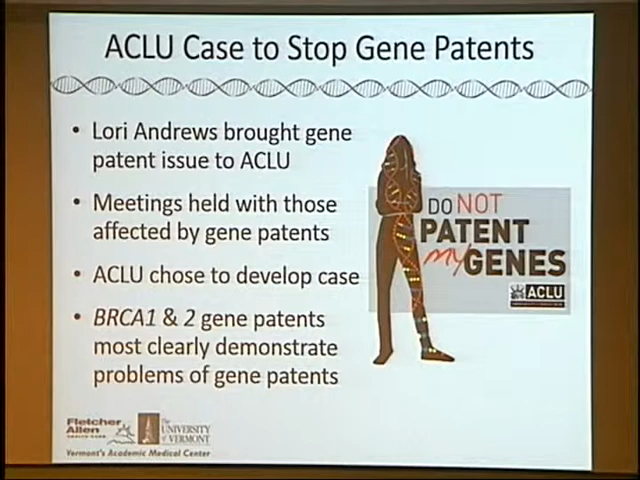 ACLU Case to Stop Gene Patents
• Lori Andrews brought gene
patent issue to ACLU
• Meetings held with those
affected by gene patents
• ACLU chose to develop case
• BRCA1 & 2 gene patents
most clearly demonstrate
problems of gene patents
DO NOT
PATENT
my GENES
ACLU
Fletcher
Allen
The
UNIVERSITY
of VERMONT
Vermont's Academic Medical Center